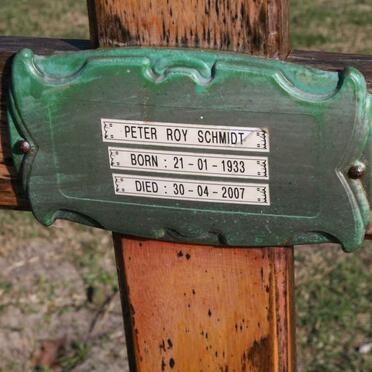 PETER ROY SCHMIDT
BORN : 21-01-1933
DIED : 30-04-2007